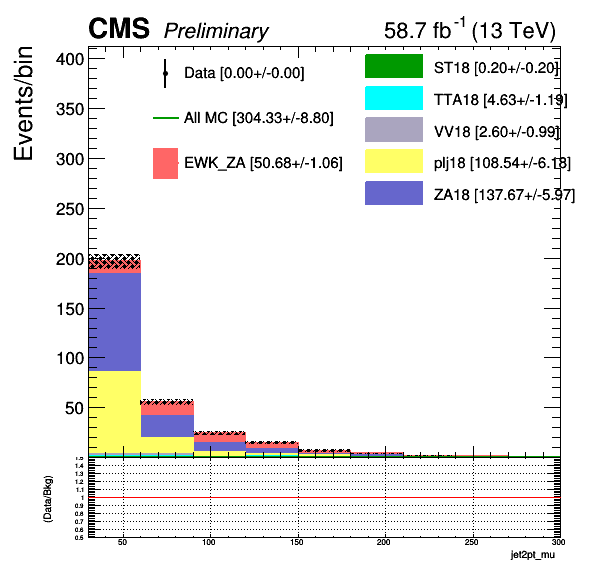 CMS Preliminary 58.7 fb⁻¹ (13 TeV)
Events/bin
400
350
300
250
200
150
100
50
Data [0.00+/-0.00]
All MC [304.33+/-8.80]
EWK_ZA [50.68+/-1.06]
ST18 [0.20+/-0.20]
TTA18 [4.63+/-1.19]
VV18 [2.60+/-0.99]
plj18 [108.54+/-6.13]
ZA18 [137.67+/-5.97]
(Data/Bkg)
1.5
1.4
1.3
1.2
1.1
1
0.9
0.8
0.7
0.6
0.5
50 100 150 200 250 300
jet2pt_mu